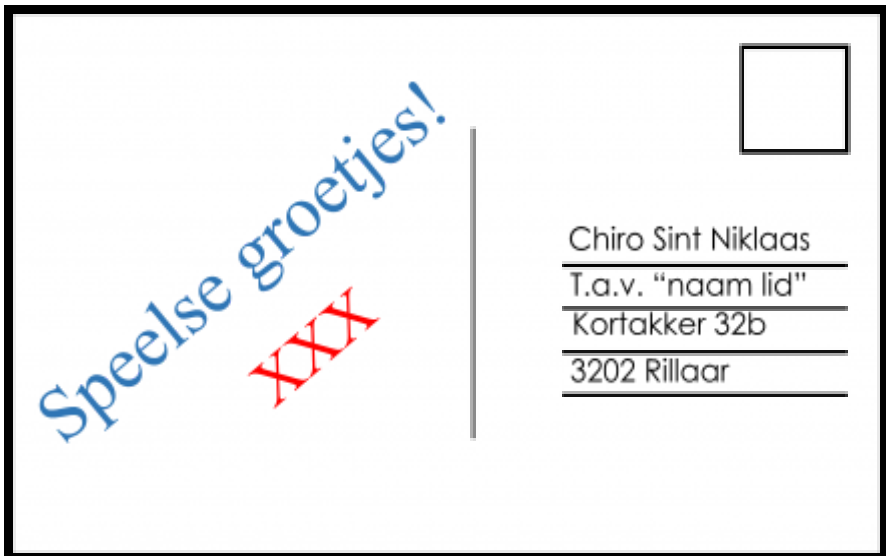 Speelse groetjes!
XXX
Chiro Sint Niklaas
T.a.v. “naam lid”
Kortakker 32b
3202 Rillaar